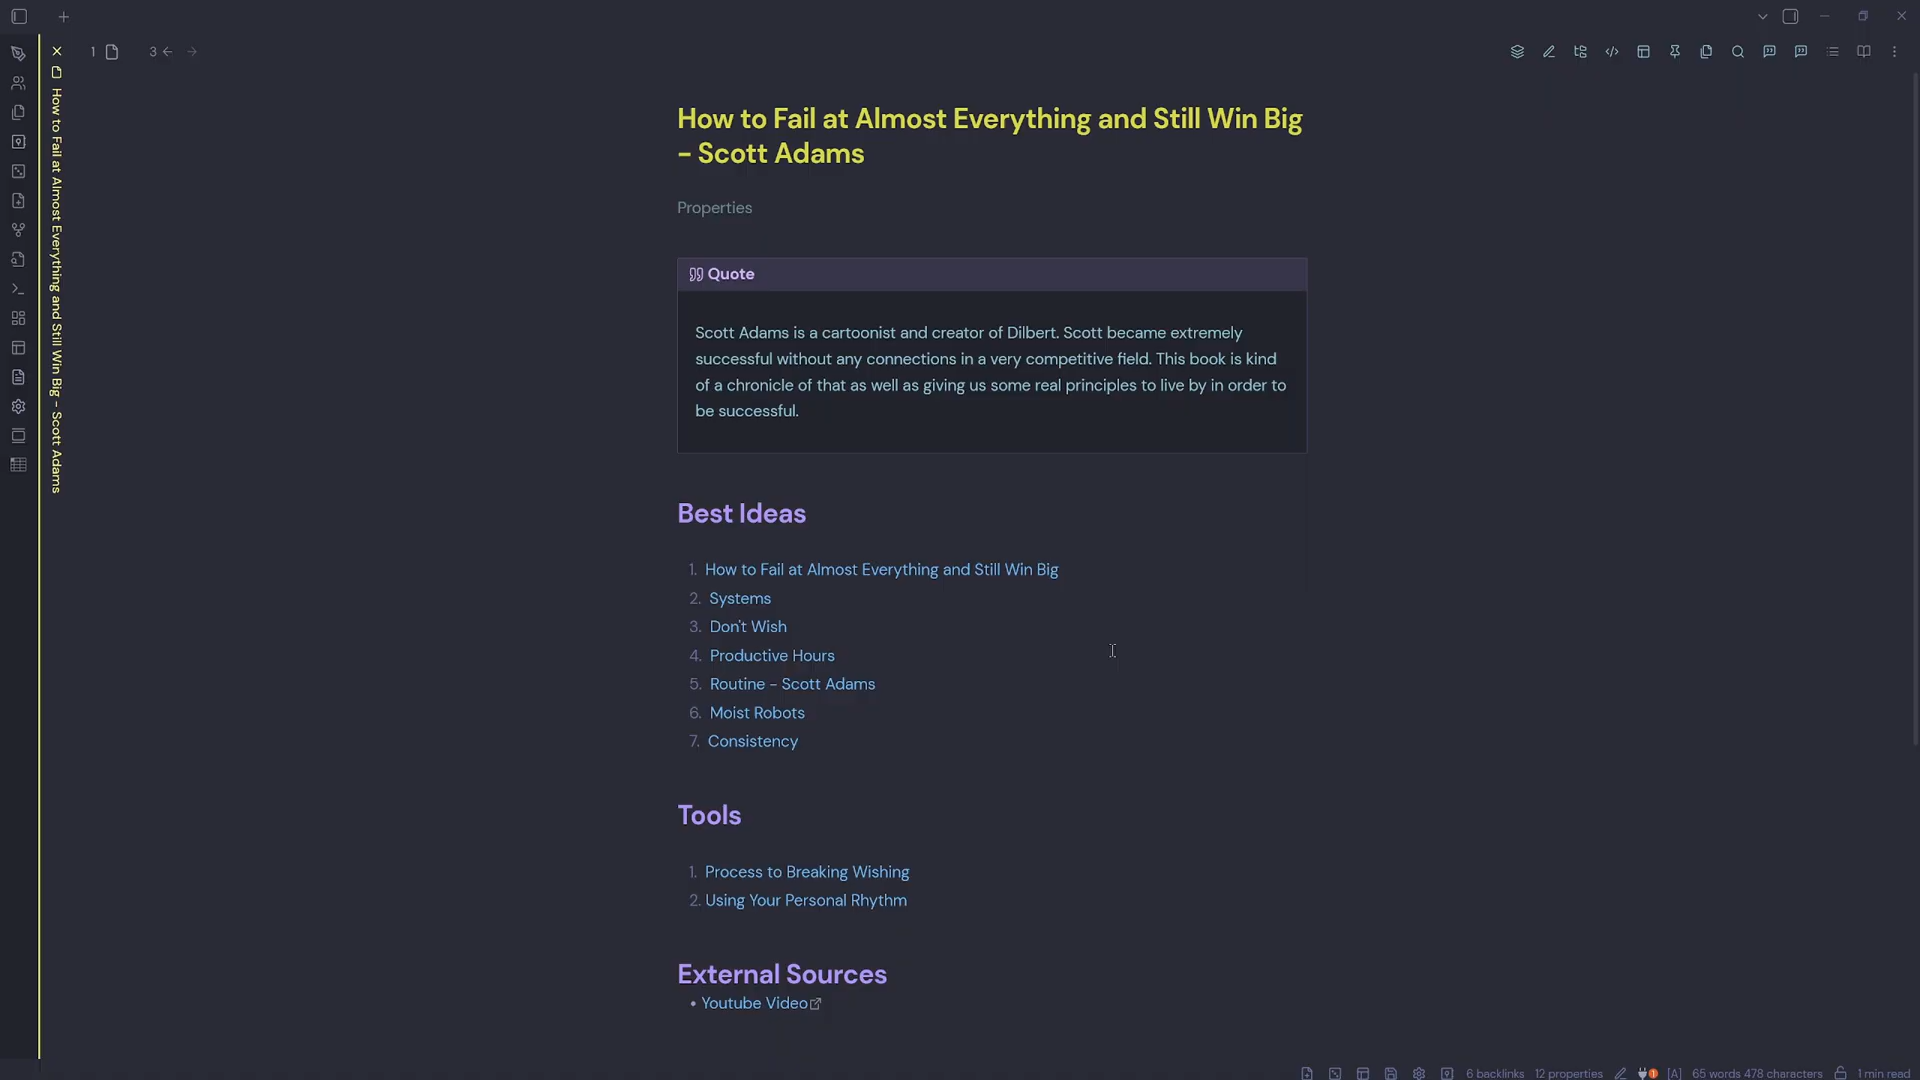 1
3
How to Fail at Almost Everything and Still Win Big - Scott Adams
How to Fail at Almost Everything and Still Win Big
- Scott Adams
Properties
Quote
Scott Adams is a cartoonist and creator of Dilbert. Scott became extremely
successful without any connections in a very competitive field. This book is kind
of a chronicle of that as well as giving us some real principles to live by in order to
be successful.
Best Ideas
1. How to Fail at Almost Everything and Still Win Big
2. Systems
3. Don't Wish
4. Productive Hours
5. Routine - Scott Adams
6. Moist Robots
7. Consistency
Tools
1. Process to Breaking Wishing
2. Using Your Personal Rhythm
External Sources
• Youtube Video
6 backlinks 12 properties 1 [A] 65 words 478 characters 1 min read